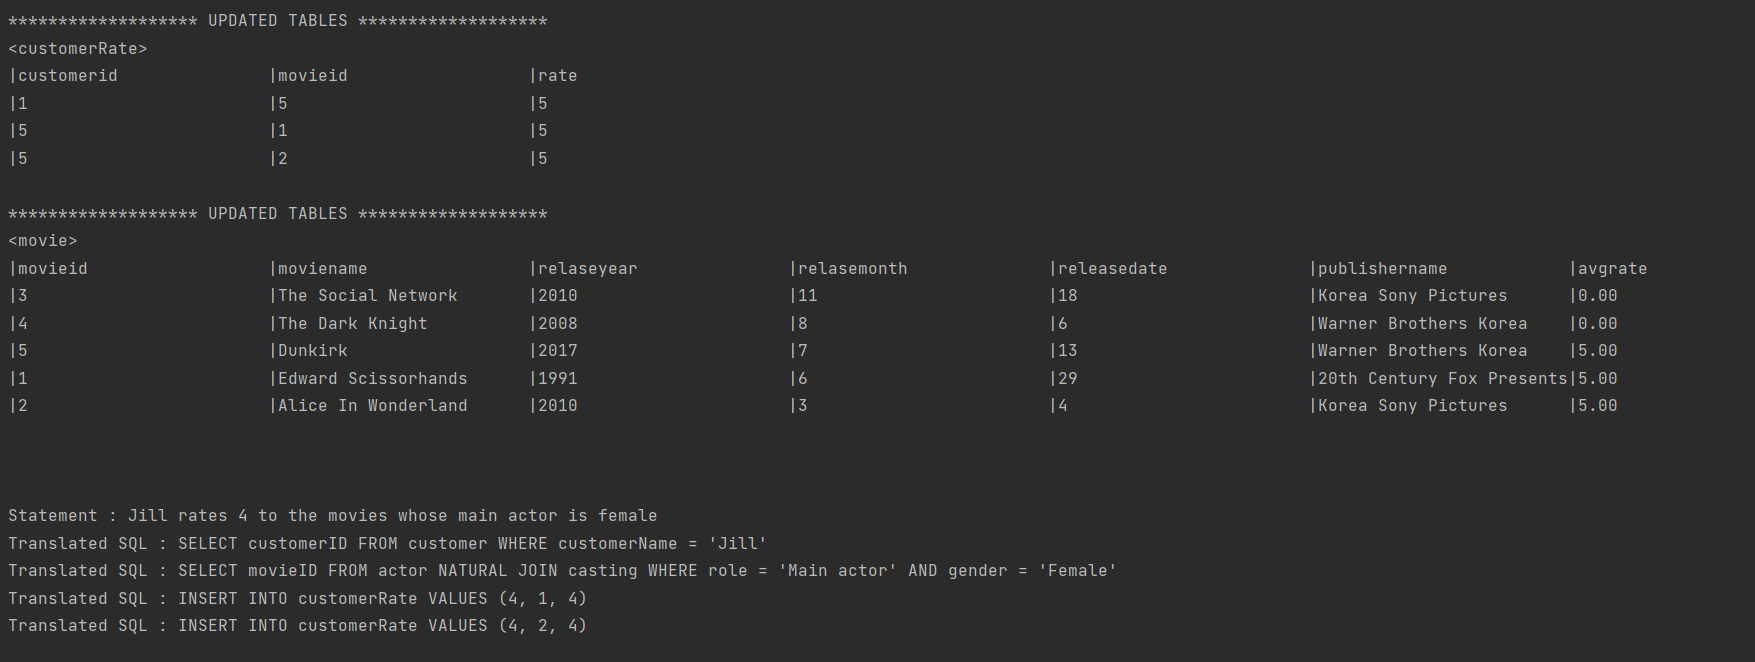 ******************* UPDATED TABLES *******************
<customerRate>
|customerid |movieid |rate
|1 |5 |5
|5 |1 |5
|5 |2 |5
******************* UPDATED TABLES *******************
<movie>
|movieid |moviename |relaseyear |relasemonth |releasedate |publishername |avgrate
|3 |The Social Network |2010 |11 |18 |Korea Sony Pictures |0.00
|4 |The Dark Knight |2008 |8 |6 |Warner Brothers Korea |0.00
|5 |Dunkirk |2017 |7 |13 |Warner Brothers Korea |5.00
|1 |Edward Scissorhands |1991 |6 |29 |20th Century Fox Presents|5.00
|2 |Alice In Wonderland |2010 |3 |4 |Korea Sony Pictures |5.00
Statement : Jill rates 4 to the movies whose main actor is female
Translated SQL : SELECT customerID FROM customer WHERE customerName = 'Jill'
Translated SQL : SELECT movieID FROM actor NATURAL JOIN casting WHERE role = 'Main actor' AND gender = 'Female'
Translated SQL : INSERT INTO customerRate VALUES (4, 1, 4)
Translated SQL : INSERT INTO customerRate VALUES (4, 2, 4)